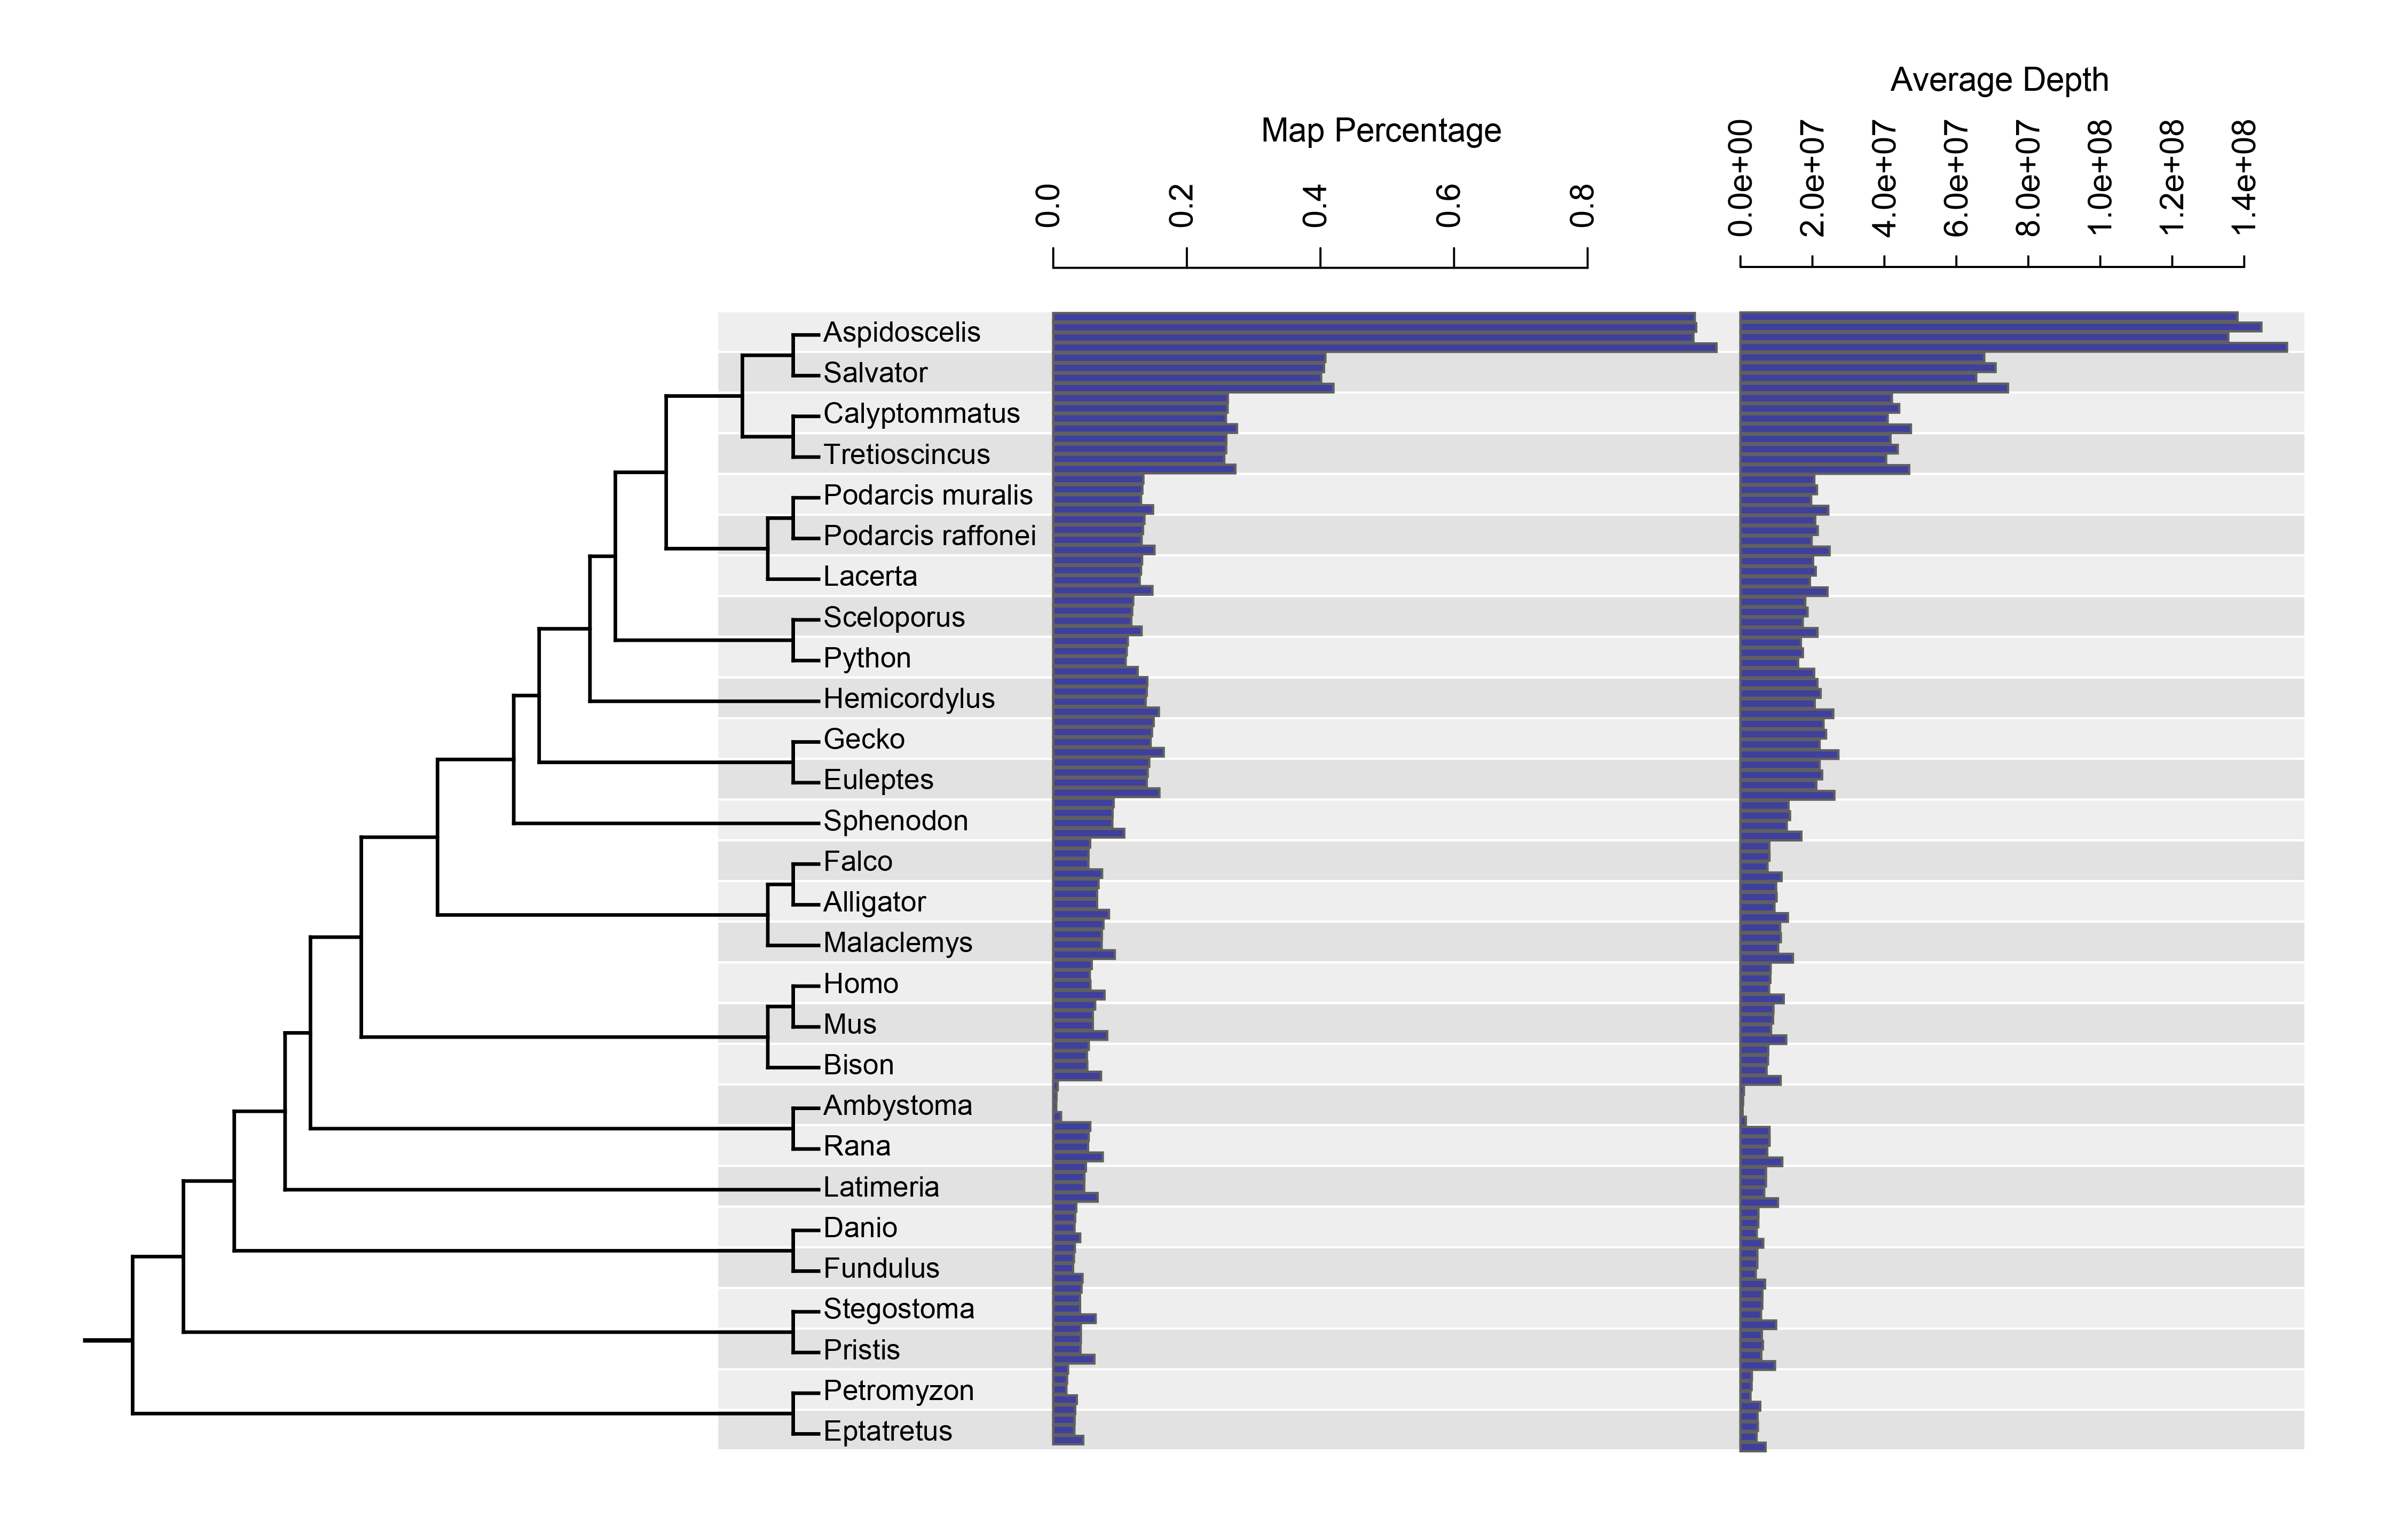 Average Depth
Map Percentage
0.0
0.2
0.4
0.6
0.8
0.0e+00
2.0e+07
4.0e+07
6.0e+07
8.0e+07
1.0e+08
1.2e+08
1.4e+08
Aspidoscelis
Salvator
Calyptommatus
Tretioscincus
Podarcis muralis
Podarcis raffonei
Lacerta
Sceloporus
Python
Hemicordylus
Gecko
Euleptes
Sphenodon
Falco
Alligator
Malaclemys
Homo
Mus
Bison
Ambystoma
Rana
Latimeria
Danio
Fundulus
Stegostoma
Pristis
Petromyzon
Eptatretus